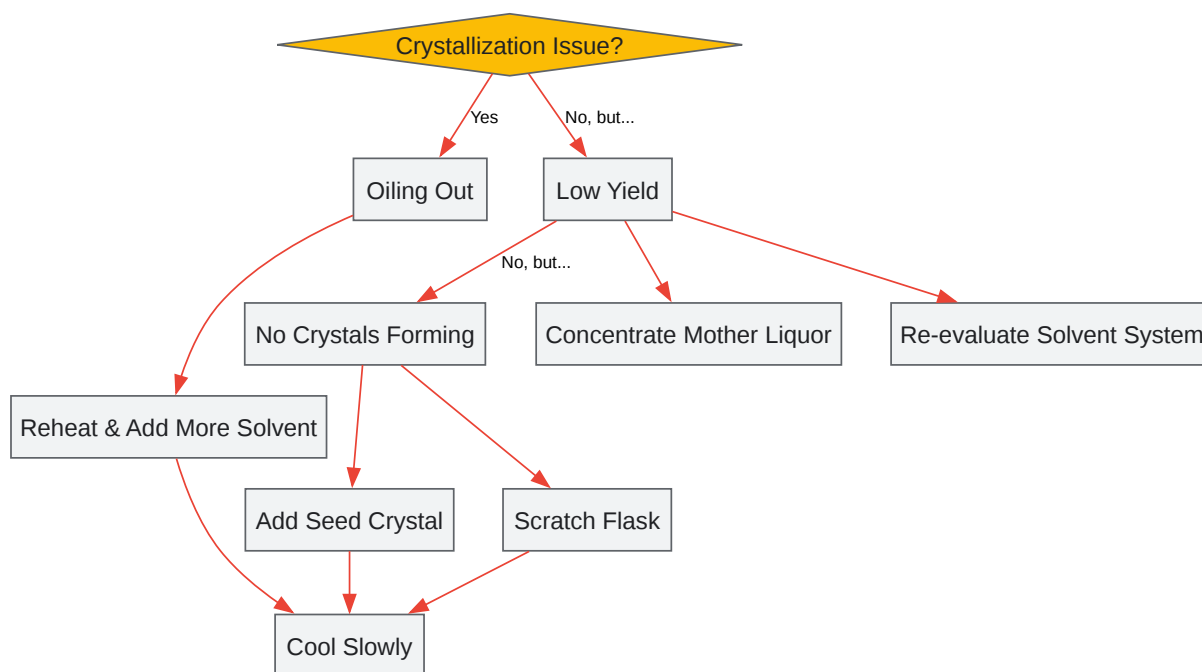 Crystallization Issue?
Yes
No, but...
Oiling Out
Low Yield
No, but...
No Crystals Forming
Concentrate Mother Liquor
Re-evaluate Solvent System
Reheat & Add More Solvent
Add Seed Crystal
Scratch Flask
Cool Slowly